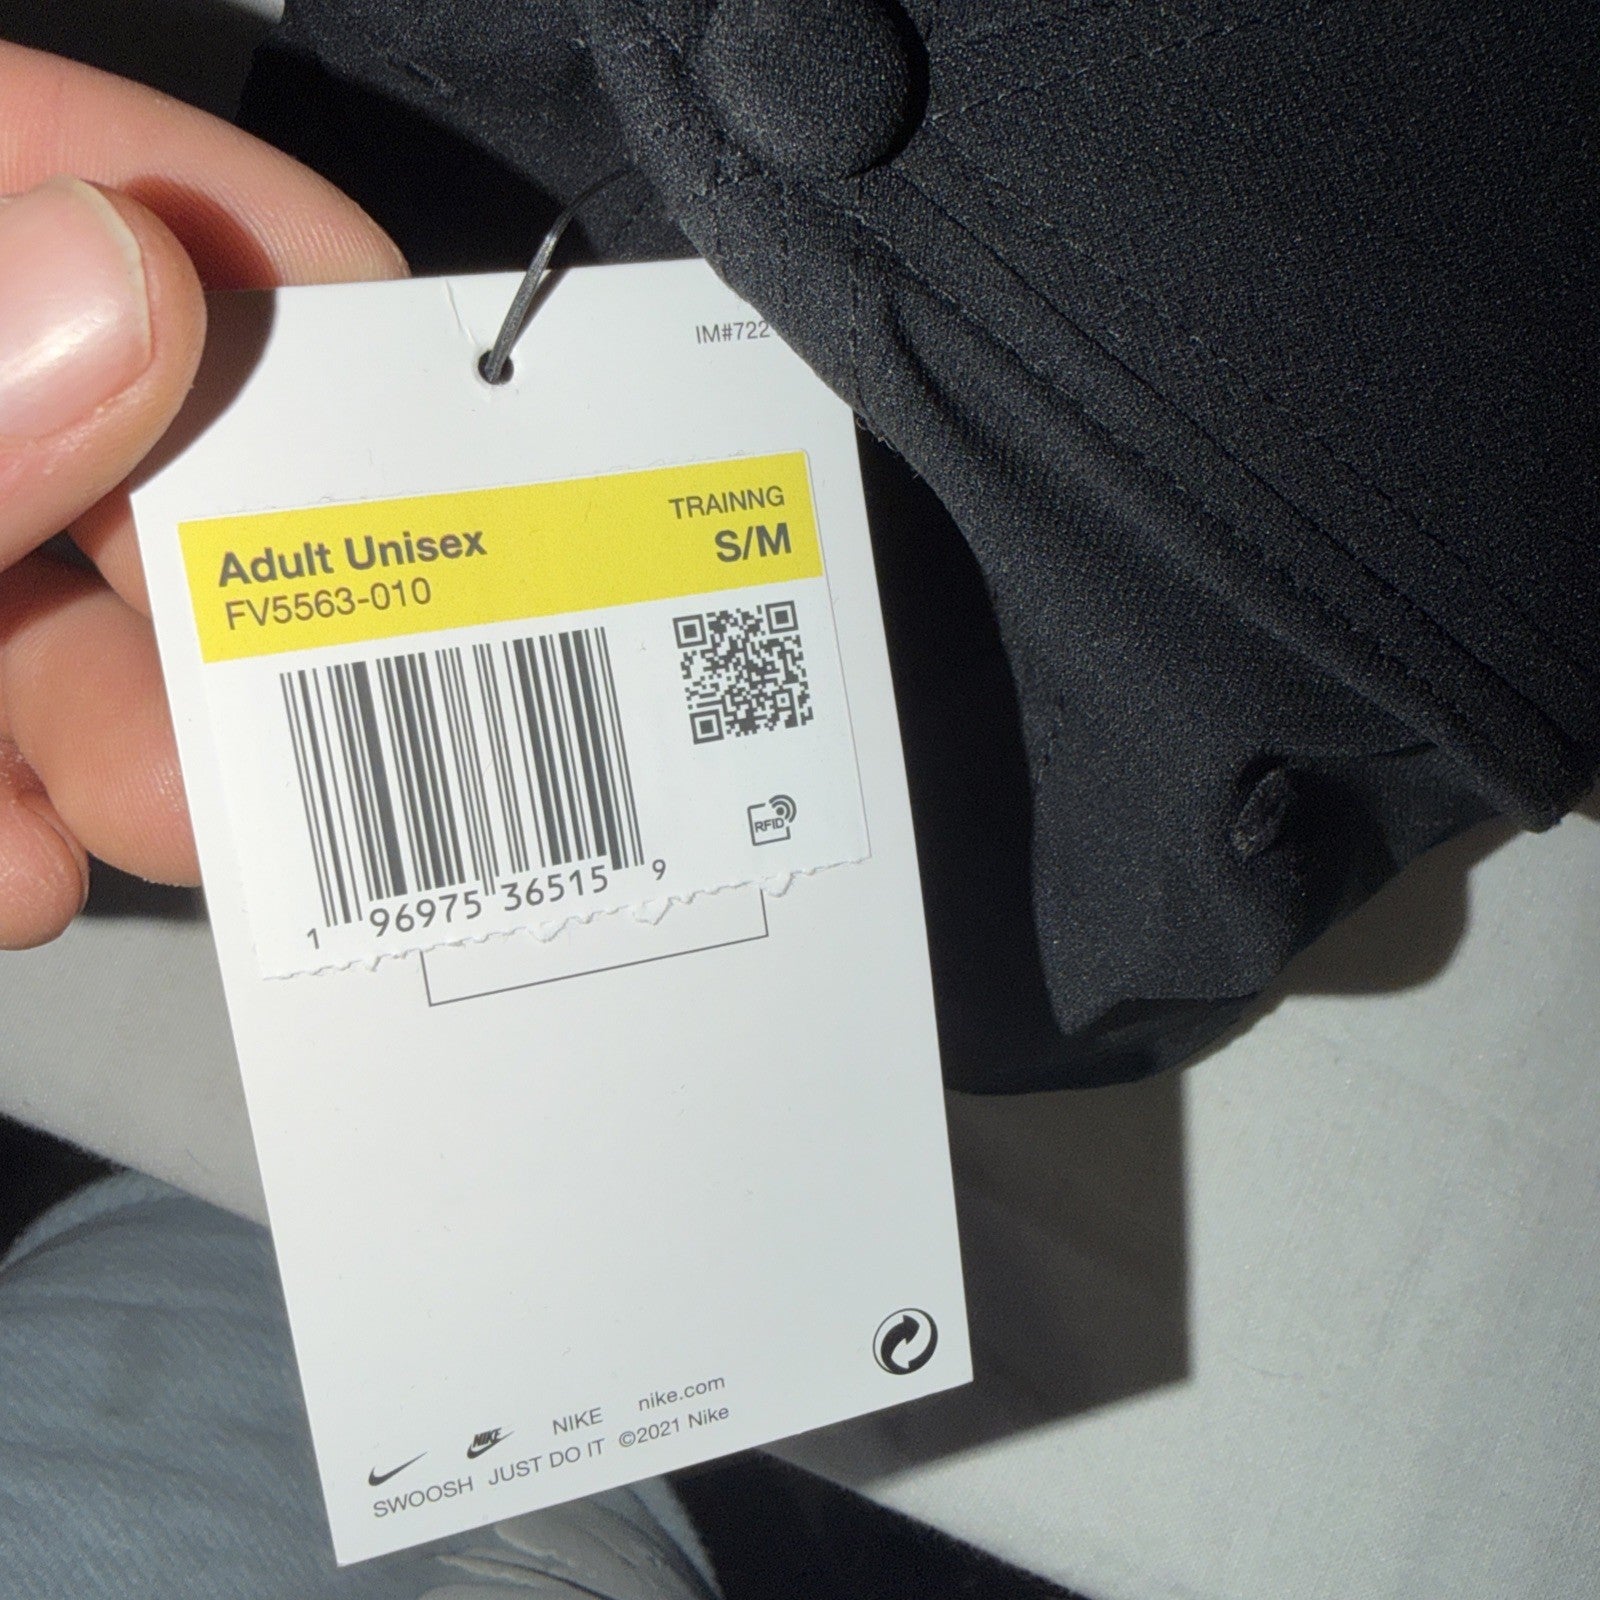 IM#722
TRAINNG
Adult Unisex S/M
FV5563-010
RFID
1 96975 36515 9
NIKE NIKE nike.com
SWOOSH JUST DO IT ©2021 Nike